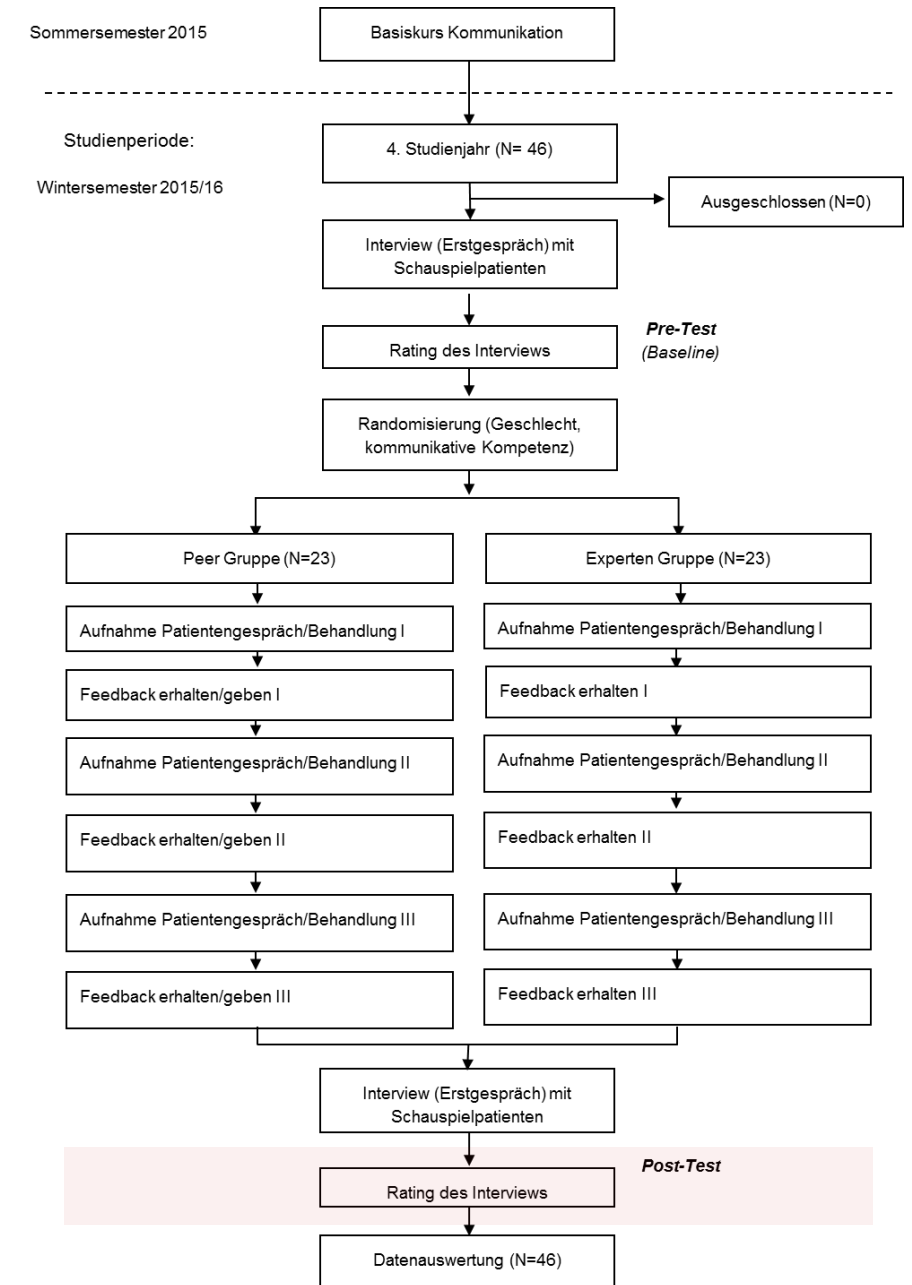 Sommersemester 2015
Basiskurs Kommunikation
Studienperiode:
4. Studienjahr (N= 46)
Wintersemester 2015/16
Ausgeschlossen (N=0)
Interview (Erstgespräch) mit
Schauspielpatienten
Pre-Test
(Baseline)
Rating des Interviews
Randomisierung (Geschlecht,
kommunikative Kompetenz)
Peer Gruppe (N=23)
Experten Gruppe (N=23)
Aufnahme Patientengespräch/Behandlung I
Aufnahme Patientengespräch/Behandlung I
Feedback erhalten/geben I
Feedback erhalten I
Aufnahme Patientengespräch/Behandlung II
Aufnahme Patientengespräch/Behandlung II
Feedback erhalten/geben II
Feedback erhalten II
Aufnahme Patientengespräch/Behandlung III
Aufnahme Patientengespräch/Behandlung III
Feedback erhalten/geben III
Feedback erhalten III
Interview (Erstgespräch) mit
Schauspielpatienten
Post-Test
Rating des Interviews
Datenauswertung (N=46)